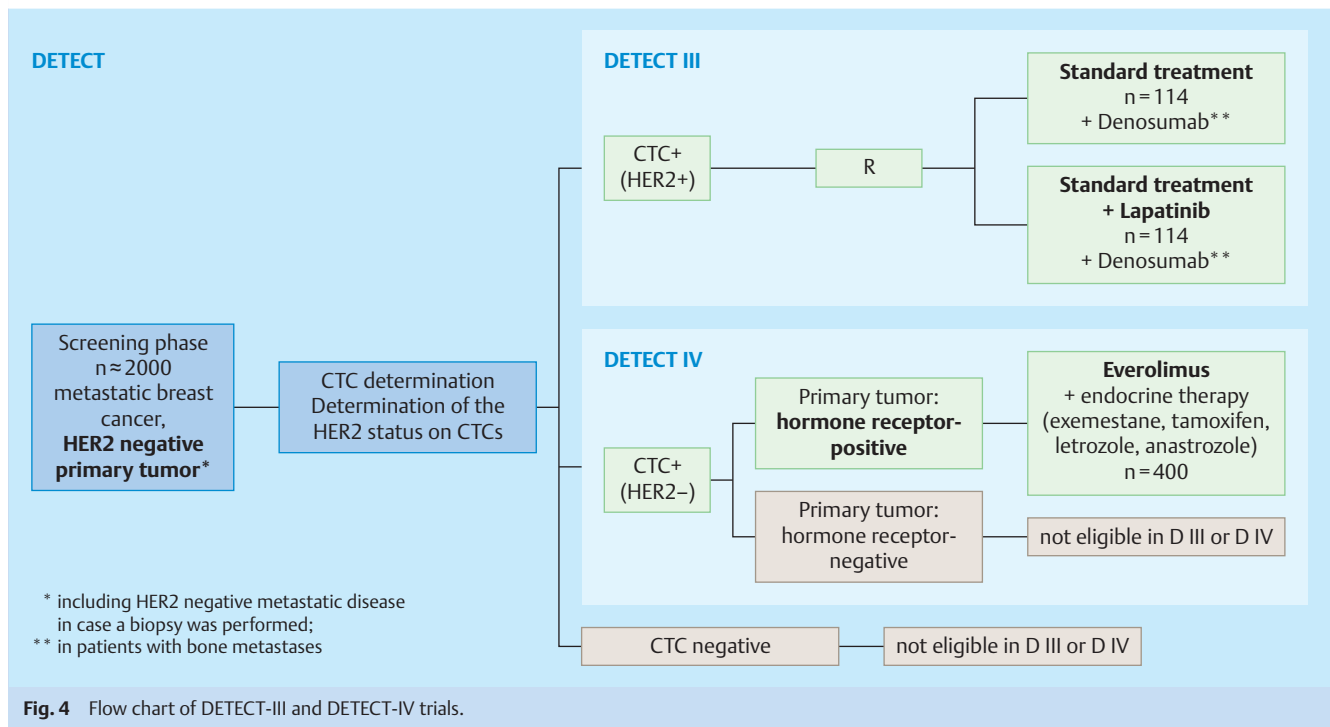 DETECT
Screening phase
n ≈ 2000
metastatic breast
cancer,
HER2 negative
primary tumor*
CTC determination
Determination of the
HER2 status on CTCs
DETECT III
CTC+
(HER2+)
R
Standard treatment
n = 114
+ Denosumab**
Standard treatment
+ Lapatinib
n = 114
+ Denosumab**
DETECT IV
CTC+
(HER2–)
Primary tumor:
hormone receptor-
positive
Everolimus
+ endocrine therapy
(exemestane, tamoxifen,
letrozole, anastrozole)
n = 400
Primary tumor:
hormone receptor-
negative
not eligible in D III or D IV
CTC negative
not eligible in D III or D IV
* including HER2 negative metastatic disease
in case a biopsy was performed;
** in patients with bone metastases
Fig. 4 Flow chart of DETECT-III and DETECT-IV trials.